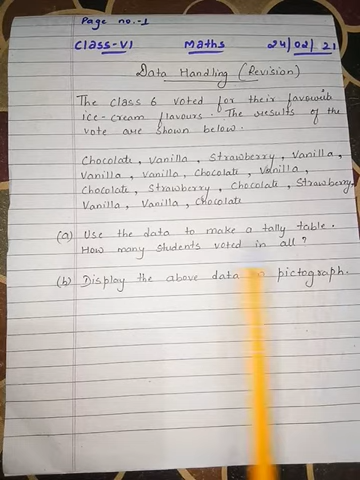 Page no.-1
Class-VI Maths 24/02/21
Data Handling (Revision)
The class 6 voted for their favourite
ice-cream flavours. The results of the
vote are shown below.
Chocolate, Vanilla, Strawberry, Vanilla,
Vanilla, Vanilla, Chocolate, Vanilla,
Chocolate, Strawberry, Chocolate, Strawberry,
Vanilla, Vanilla, Chocolate
(a) Use the data to make a tally table.
How many students voted in all?
(b) Display the above data pictograph.